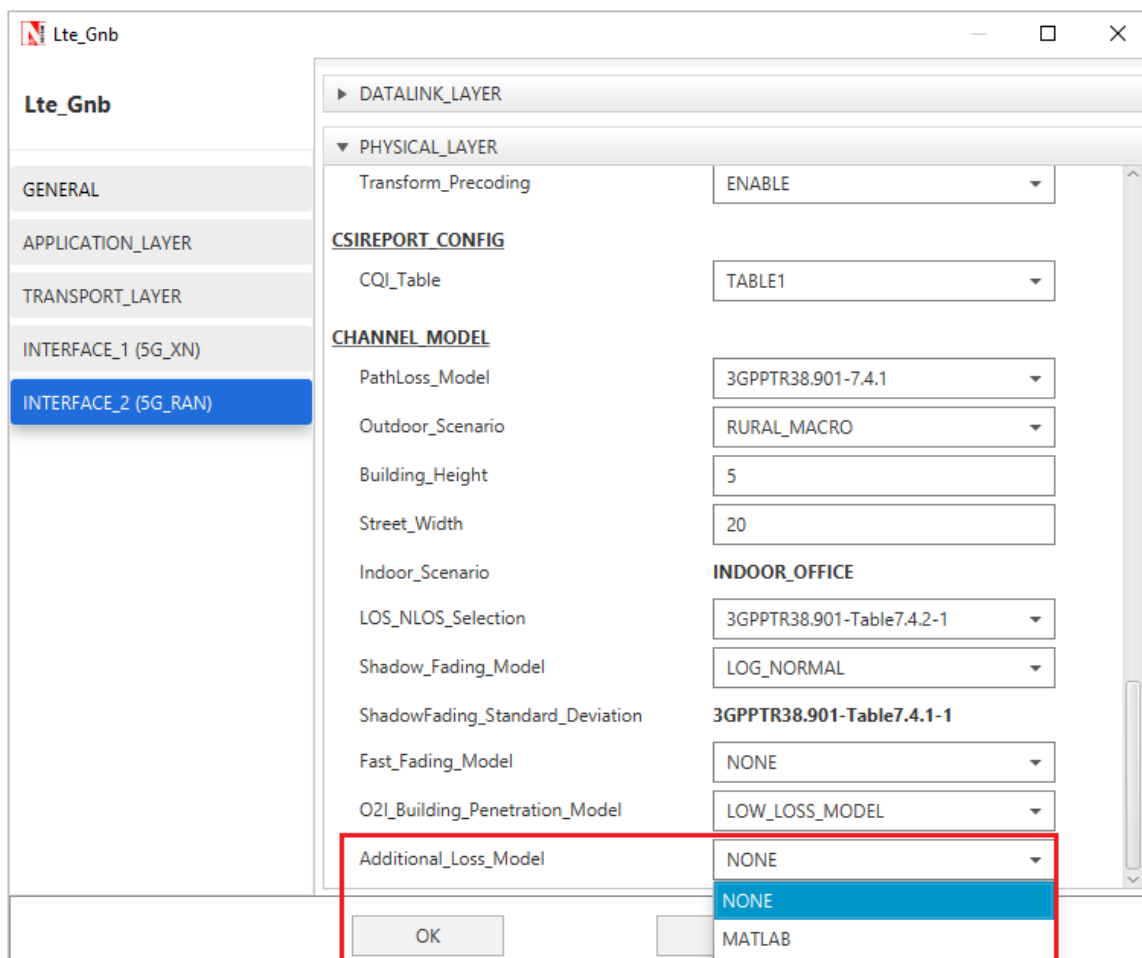 Lte_Gnb
Lte_Gnb
GENERAL
APPLICATION_LAYER
TRANSPORT_LAYER
INTERFACE_1 (5G_XN)
INTERFACE_2 (5G_RAN)
DATALINK_LAYER
PHYSICAL_LAYER
Transform_Precoding ENABLE
CSIREPORT_CONFIG
CQI_Table TABLE1
CHANNEL_MODEL
PathLoss_Model 3GPPTR38.901-7.4.1
Outdoor_Scenario RURAL_MACRO
Building_Height 5
Street_Width 20
Indoor_Scenario INDOOR_OFFICE
LOS_NLOS_Selection 3GPPTR38.901-Table7.4.2-1
Shadow_Fading_Model LOG_NORMAL
ShadowFading_Standard_Deviation 3GPPTR38.901-Table7.4.1-1
Fast_Fading_Model NONE
O2I_Building_Penetration_Model LOW_LOSS_MODEL
Additional_Loss_Model NONE
NONE
OK MATLAB